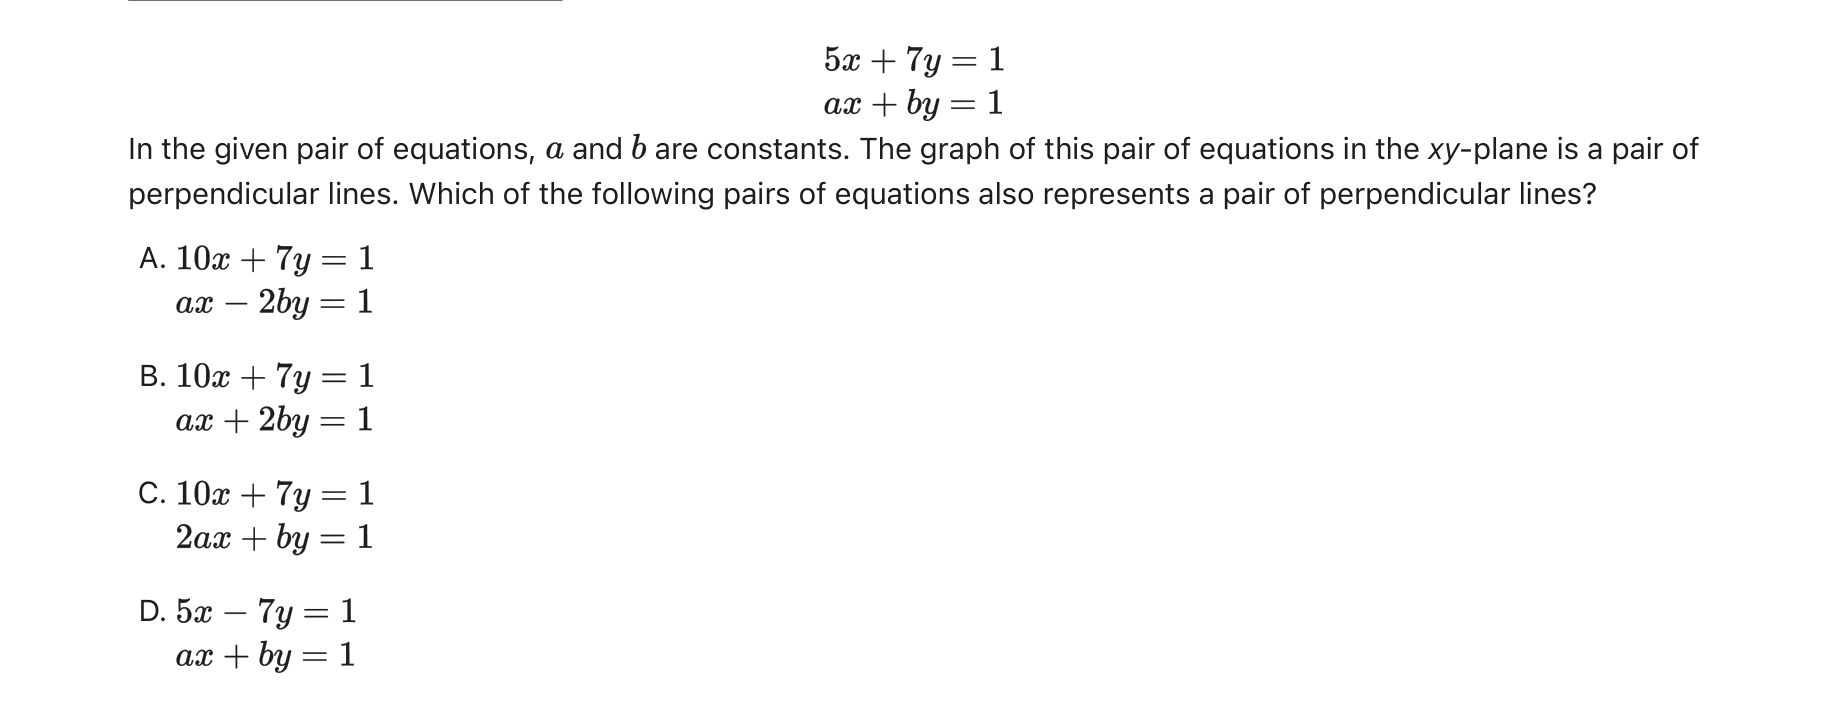 5x + 7y = 1
ax + by = 1
In the given pair of equations, a and b are constants. The graph of this pair of equations in the xy-plane is a pair of
perpendicular lines. Which of the following pairs of equations also represents a pair of perpendicular lines?
A. 10x + 7y = 1
ax − 2by = 1
B. 10x + 7y = 1
ax + 2by = 1
C. 10x + 7y = 1
2ax + by = 1
D. 5x − 7y = 1
ax + by = 1